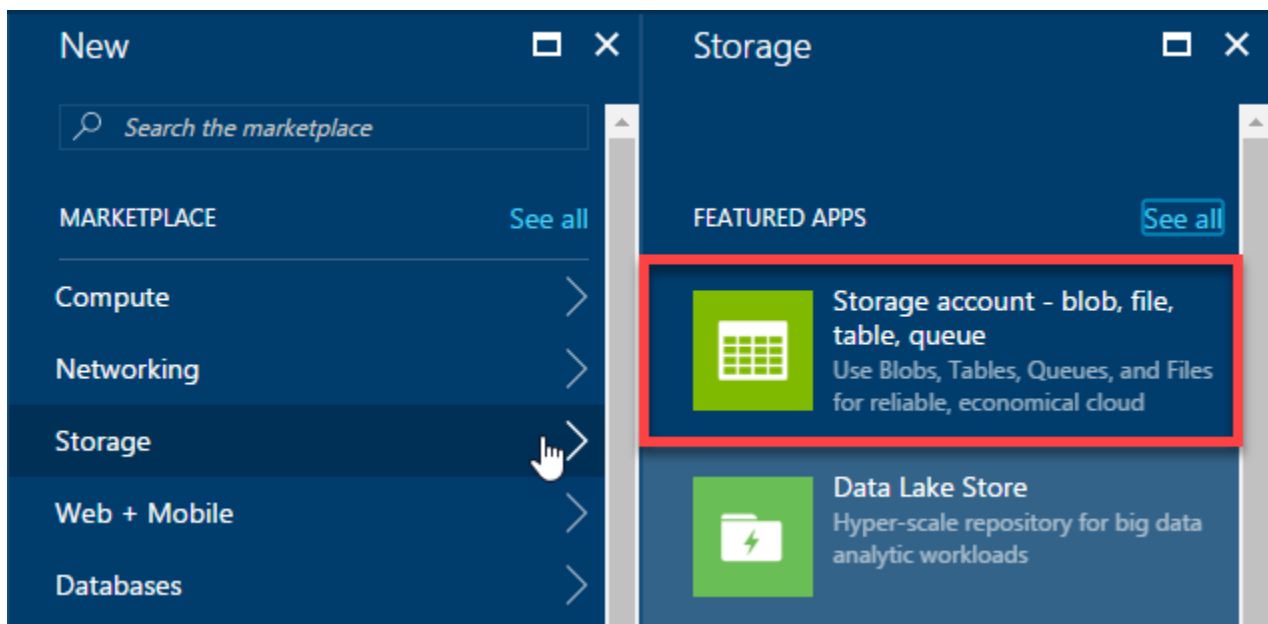 New
Search the marketplace
MARKETPLACE See all
Compute
Networking
Storage
Web + Mobile
Databases
Storage
FEATURED APPS See all
Storage account - blob, file,
table, queue
Use Blobs, Tables, Queues, and Files
for reliable, economical cloud
Data Lake Store
Hyper-scale repository for big data
analytic workloads